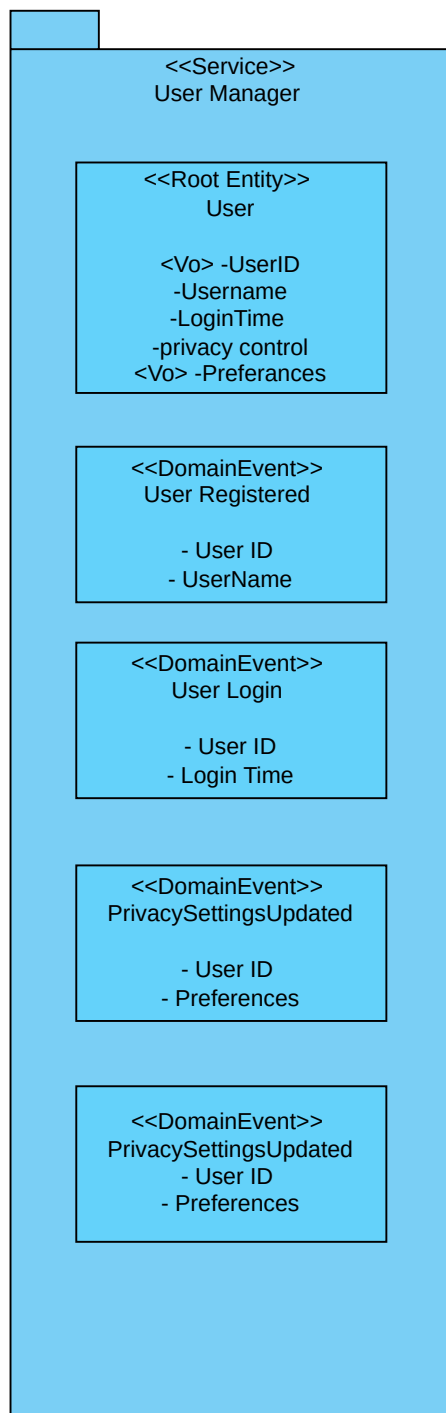 <<Service>>
User Manager
<<Root Entity>>
User
<Vo> -UserID
-Username
-LoginTime
-privacy control
<Vo> -Preferances
<<DomainEvent>>
User Registered
- User ID
- UserName
<<DomainEvent>>
User Login
- User ID
- Login Time
<<DomainEvent>>
PrivacySettingsUpdated
- User ID
- Preferences
<<DomainEvent>>
PrivacySettingsUpdated
- User ID
- Preferences